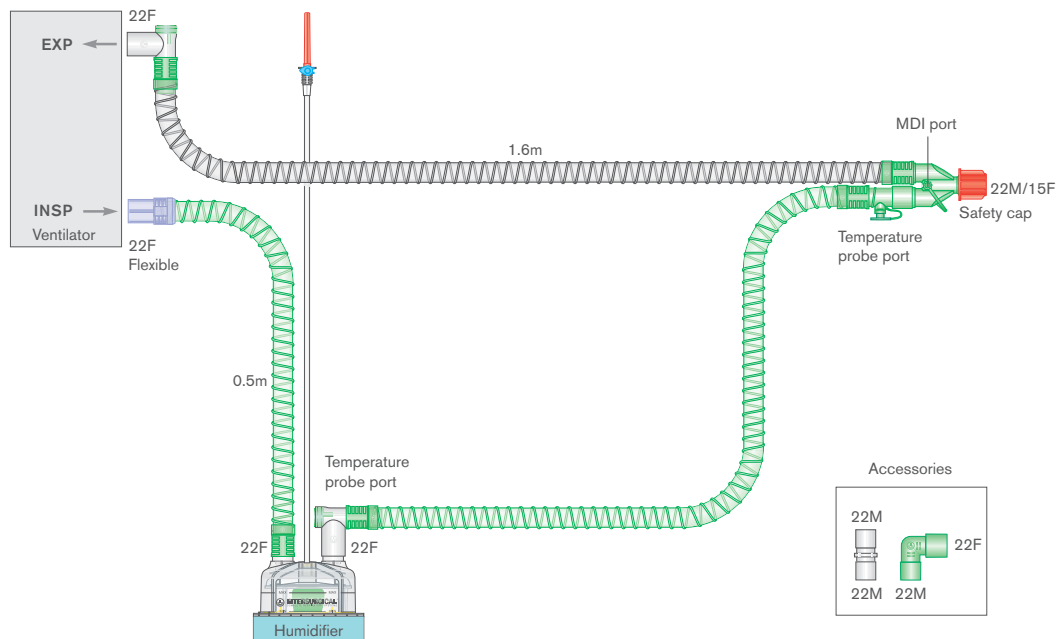 22F
EXP
MDI port
1.6m
22M/15F
Safety cap
INSP
Ventilator
22F
Flexible
Temperature
probe port
0.5m
Temperature
probe port
22F
22F
INTERSURGICAL
Humidifier
Accessories
22M
22F
22M
22M